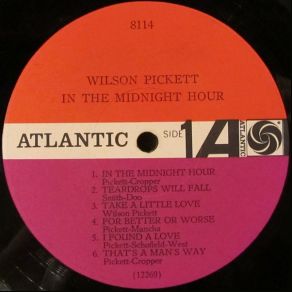 8114
WILSON PICKETT
IN THE MIDNIGHT HOUR
ATLANTIC SIDE 1 A ATLANTIC
1. IN THE MIDNIGHT HOUR
Pickett-Cropper
2. TEARDROPS WILL FALL
Smith-Doo
3. TAKE A LITTLE LOVE
Wilson Pickett
4. FOR BETTER OR WORSE
Pickett-Mancha
5. I FOUND A LOVE
Pickett-Schofield-West
6. THAT'S A MAN'S WAY
Pickett-Cropper
(12269)